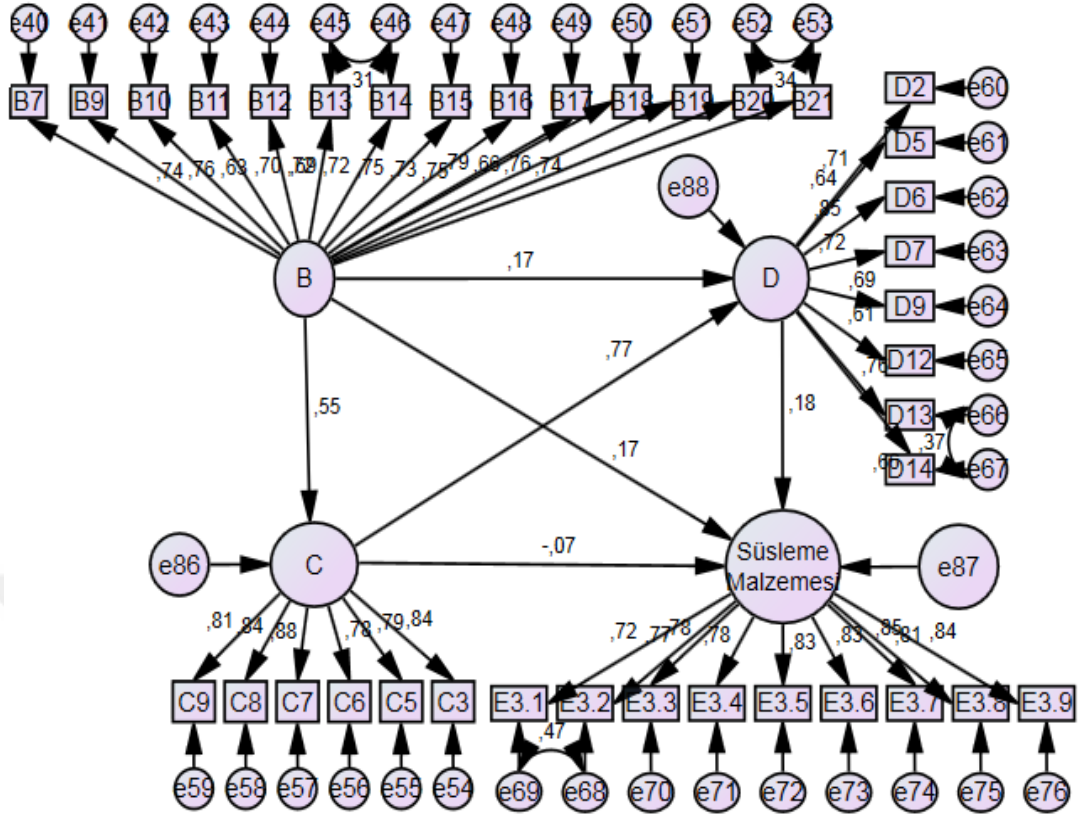 e40 e41 e42 e43 e44 e45 e46 e47 e48 e49 e50 e51 e52 e53
,31 ,34
B7 B9 B10 B11 B12 B13 B14 B15 B16 B17 B18 B19 B20 B21
,74 ,76 ,63 ,70 ,69 ,72 ,75 ,73 ,75 ,79 ,66 ,76 ,74
D2 e60
D5 e61
D6 e62
D7 e63
D9 e64
D12 e65
D13 e66
,37
D14 e67
,71
,64
,85
,72
,69
,61
,76
e88
B
,17
D
,77
,55
,18
,17
e86
C
-,07
Süsleme
Malzemesi
e87
,81 ,84 ,88 ,78 ,79 ,84
,72 ,77 ,78 ,78 ,83 ,83 ,85 ,81 ,84
C9 C8 C7 C6 C5 C3
E3.1 E3.2 E3.3 E3.4 E3.5 E3.6 E3.7 E3.8 E3.9
,47
e59 e58 e57 e56 e55 e54
e69 e68 e70 e71 e72 e73 e74 e75 e76